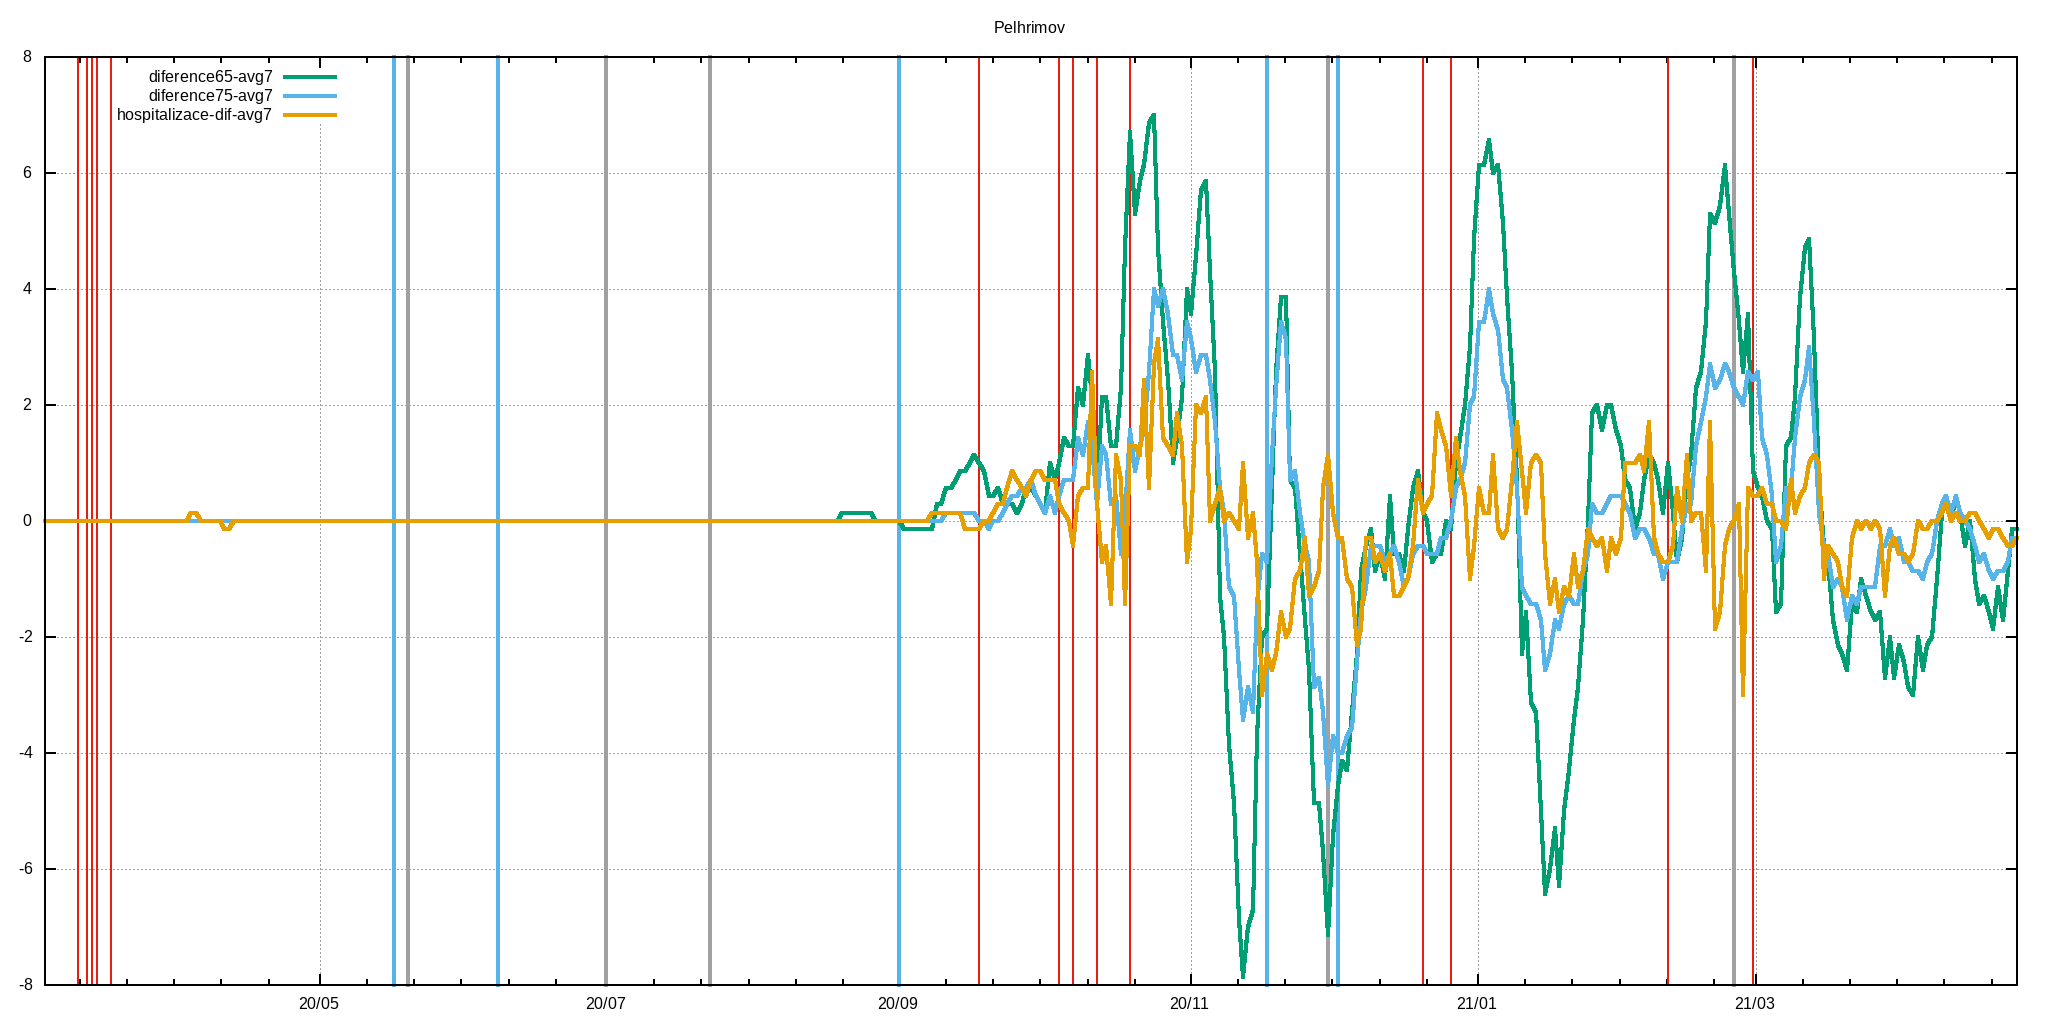 Pelhrimov
diference65-avg7
diference75-avg7
hospitalizace-dif-avg7
8
6
4
2
0
-2
-4
-6
-8
20/05 20/07 20/09 20/11 21/01 21/03